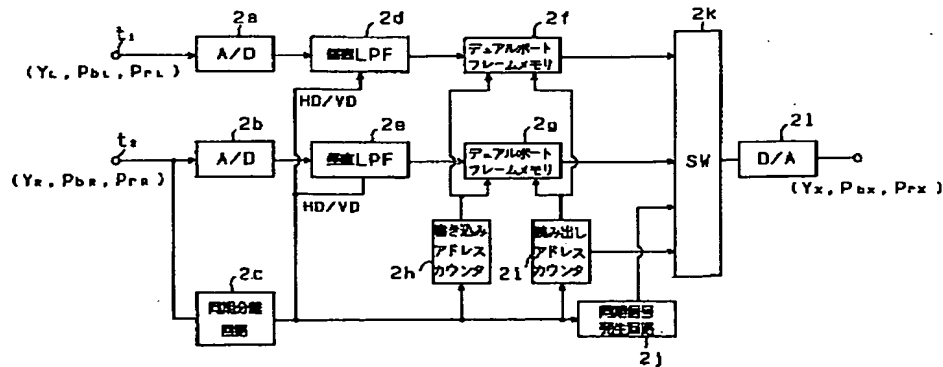 2a
2d
2f
2k
t₁
A/D
垂直LPF
デュアルポート
フレームメモリ
(YL, PbL, PrL)
HD/VD
2b
2e
2g
2l
t₂
A/D
垂直LPF
デュアルポート
フレームメモリ
SW
D/A
(YR, PbR, PrR)
(Yx, Pbx, Prx)
HD/VD
書き込み
アドレス
カウンタ
読み出し
アドレス
カウンタ
2h
2i
2c
同期分離
回路
同期信号
発生回路
2j